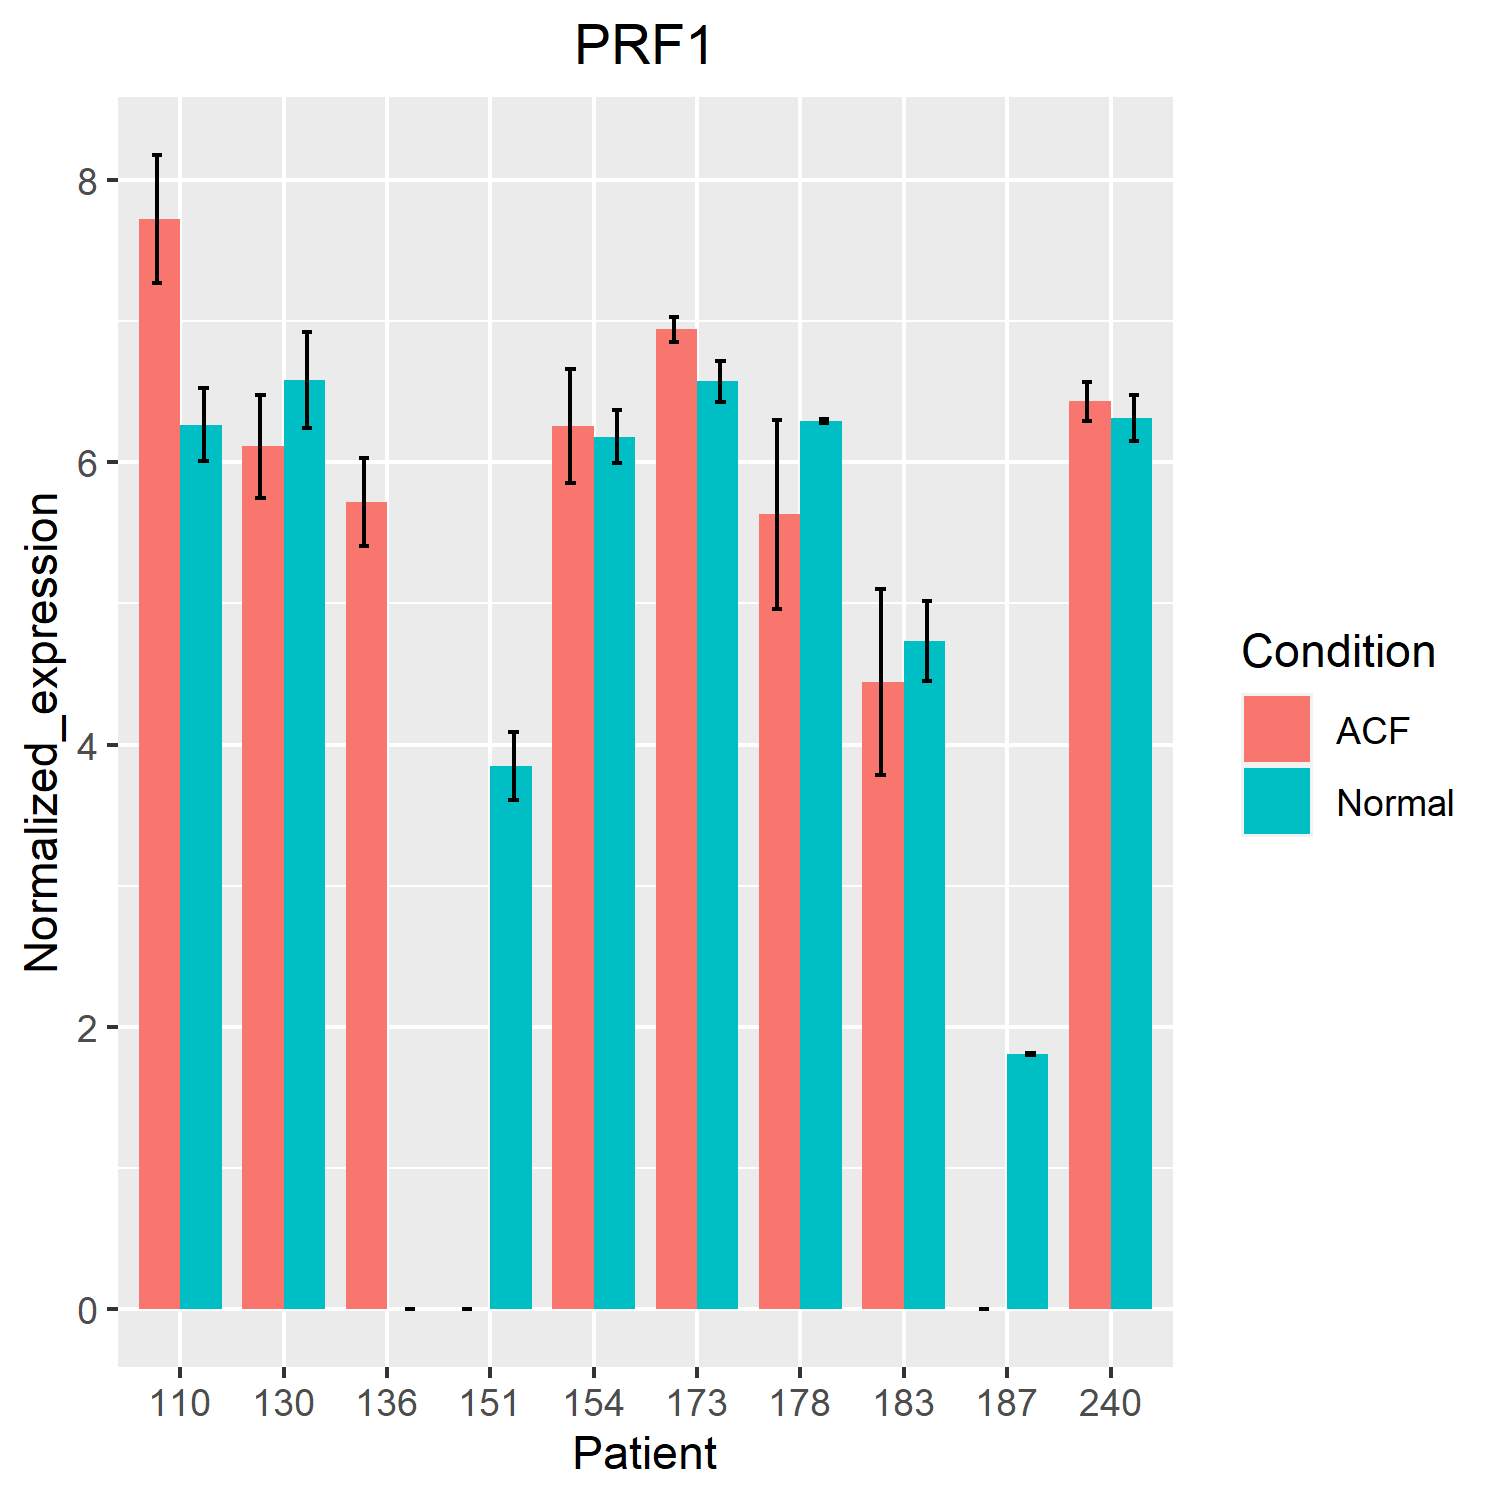 PRF1
8
6
4
2
0
Normalized_expression
110 130 136 151 154 173 178 183 187 240
Patient
Condition
ACF
Normal